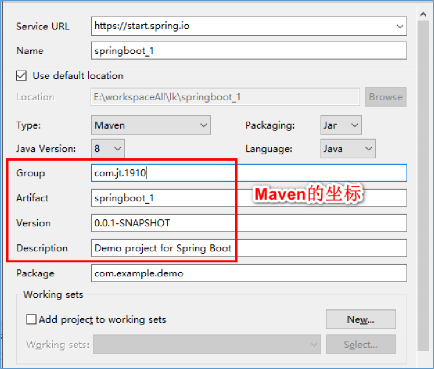 Service URL https://start.spring.io
Name springboot_1
Use default location
Location: E:\workspaceAll\lk\springboot_1 Browse
Type: Maven Packaging: Jar
Java Version: 8 Language: Java
Group com.jt.1910
Artifact springboot_1
Maven的坐标
Version 0.0.1-SNAPSHOT
Description Demo project for Spring Boot
Package com.example.demo
Working sets
Add project to working sets New...
Working sets: Select...